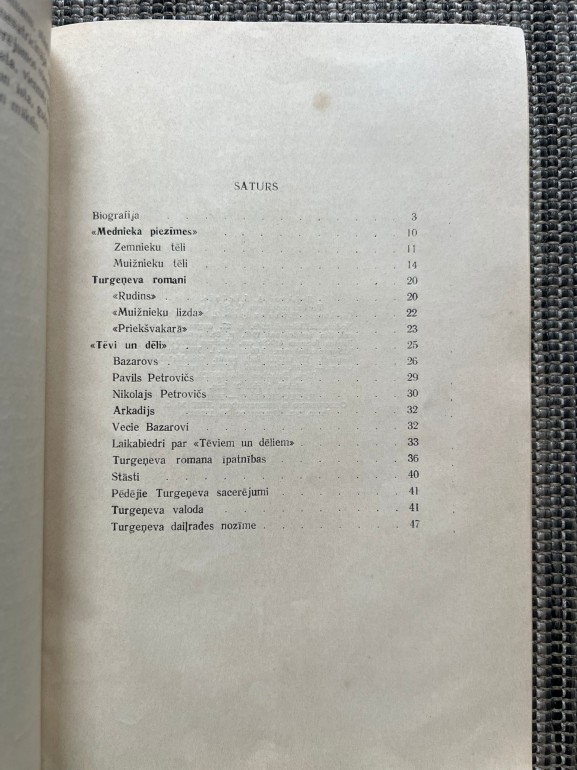 SATURS
Biografija 3
«Mednieka piezīmes» 10
Zemnieku tēli 11
Muižnieku tēli 14
Turgeņeva romani 20
«Rudins» 20
«Muižnieku līzda» 22
«Priekšvakarā» 23
«Tēvi un dēli» 25
Bazarovs 26
Pavils Petrovičs 29
Nikolajs Petrovičs 30
Arkadijs 32
Vecie Bazarovi 32
Laikabiedri par «Tēviem un dēliem» 33
Turgeņeva romana īpatnības 36
Stāsti 40
Pēdējie Turgeņeva sacerējumi 41
Turgeņeva valoda 41
Turgeņeva daiļrades nozīme 47